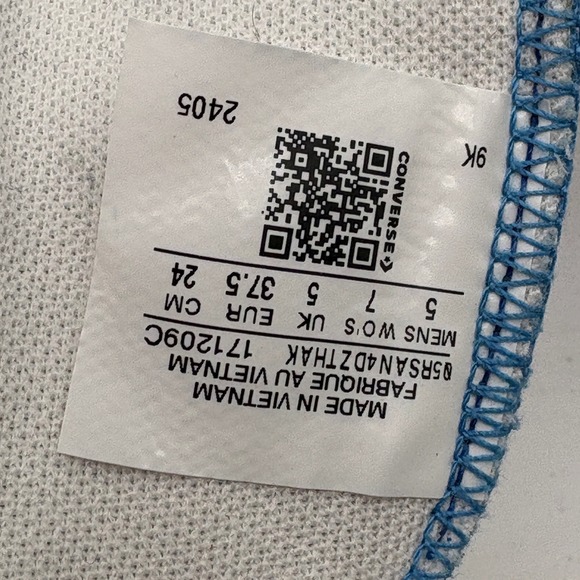 MADE IN VIETNAM
FABRIQUE AU VIETNAM
05RSAN4DZTHAK 171209C
MENS WO'S UK EUR CM
5 7 5 37.5 24
CONVERSE
9K
2405